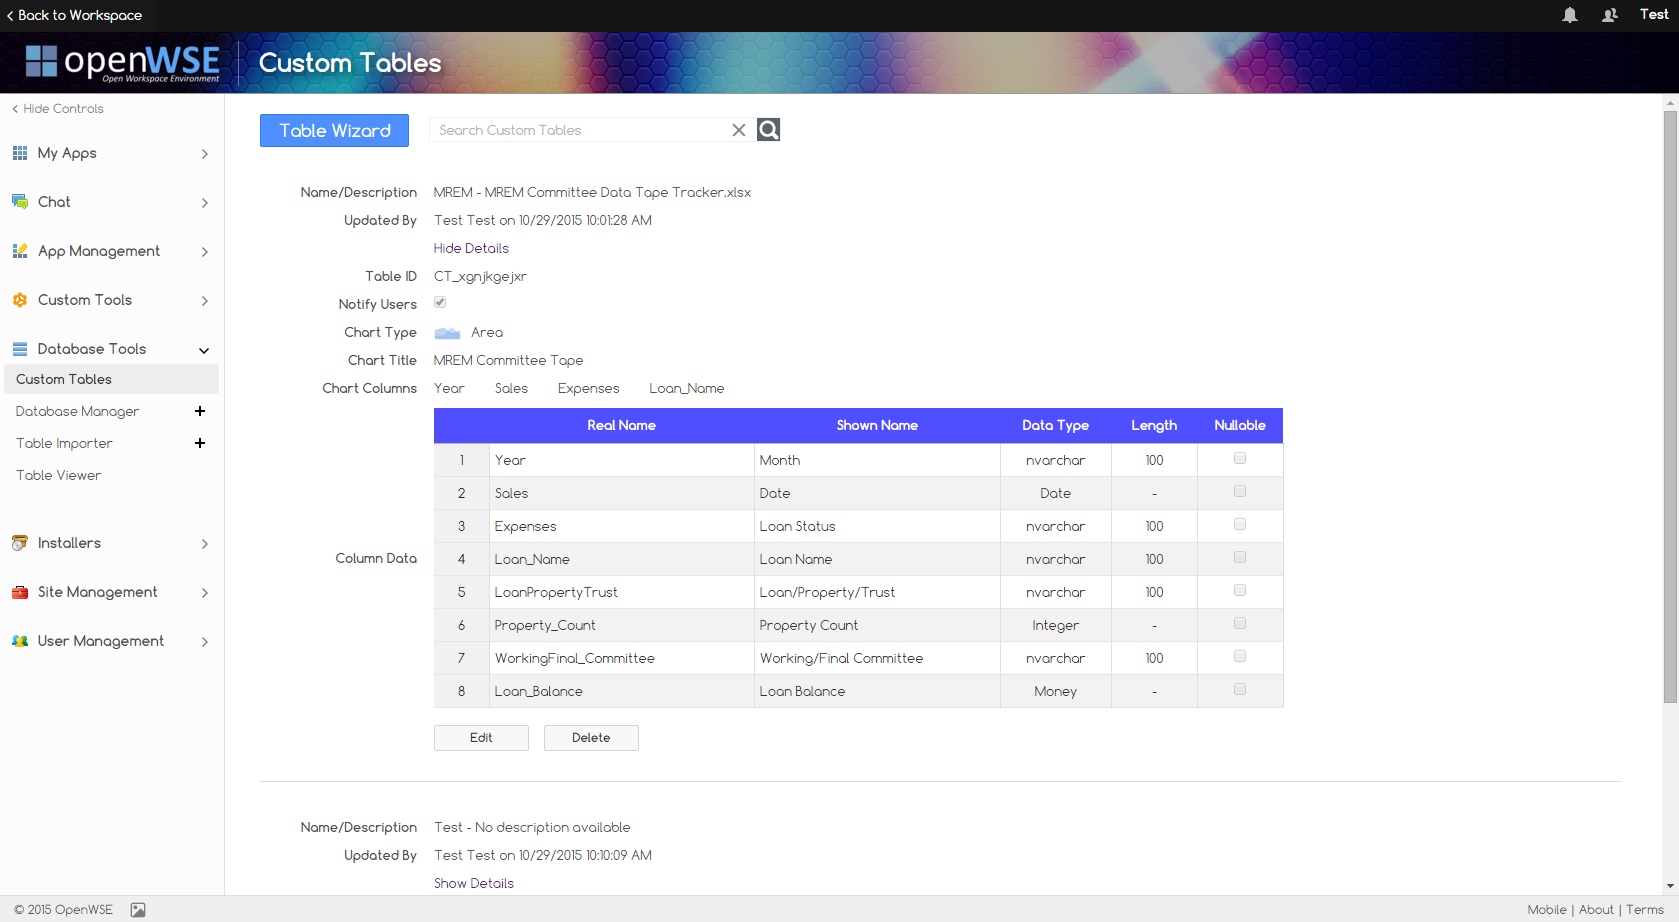 Back to Workspace
Test
openWSE
Open Workspace Environment
Custom Tables
Hide Controls
My Apps
Chat
App Management
Custom Tools
Database Tools
Custom Tables
Database Manager
Table Importer
Table Viewer
Installers
Site Management
User Management
Table Wizard
Search Custom Tables
Name/Description MREM - MREM Committee Data Tape Tracker.xlsx
Updated By Test Test on 10/29/2015 10:01:28 AM
Hide Details
Table ID CT_xgnjkgejxr
Notify Users
Chart Type Area
Chart Title MREM Committee Tape
Chart Columns Year Sales Expenses Loan_Name
Column Data
Real Name Shown Name Data Type Length Nullable
1 Year Month nvarchar 100
2 Sales Date Date -
3 Expenses Loan Status nvarchar 100
4 Loan_Name Loan Name nvarchar 100
5 LoanPropertyTrust Loan/Property/Trust nvarchar 100
6 Property_Count Property Count Integer -
7 WorkingFinal_Committee Working/Final Committee nvarchar 100
8 Loan_Balance Loan Balance Money -
Edit Delete
Name/Description Test - No description available
Updated By Test Test on 10/29/2015 10:10:09 AM
Show Details
© 2015 OpenWSE
Mobile | About | Terms